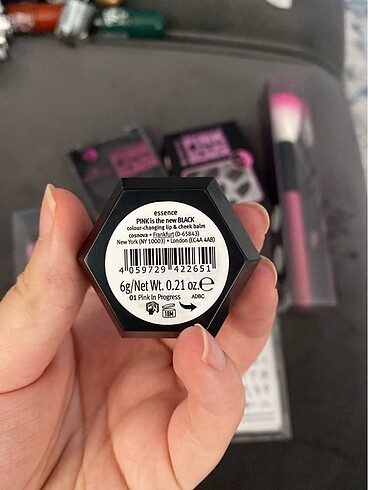 essence
PINK is the new BLACK
colour-changing lip & cheek balm
cosnova • Frankfurt (D-65843)
New York (NY 10003) • London (EC4A 4AB)
4 059729 422651
6g/Net Wt. 0.21 oz.e
01 Pink In Progress
ADBC
18M